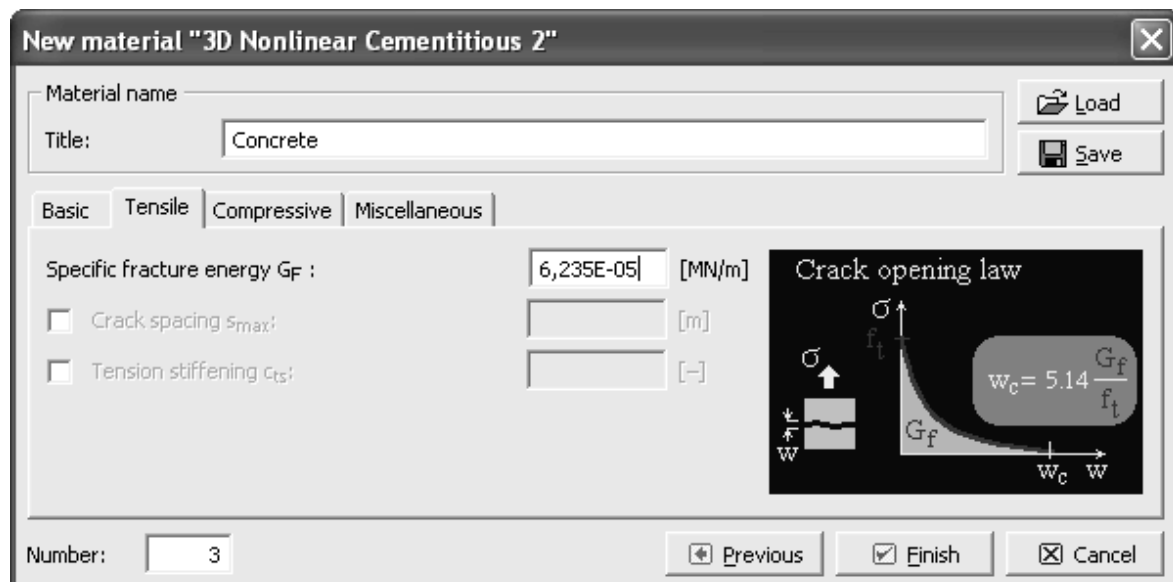 New material "3D Nonlinear Cementitious 2"
Material name
Load
Title: Concrete
Save
Basic Tensile Compressive Miscellaneous
Specific fracture energy GF : 6,235E-05 [MN/m]
Crack spacing smax: [m]
Tension stiffening cts: [–]
Crack opening law
σ
ft
σ
wc= 5.14 Gf/ft
w
Gf
wc w
Number: 3 Previous Finish Cancel